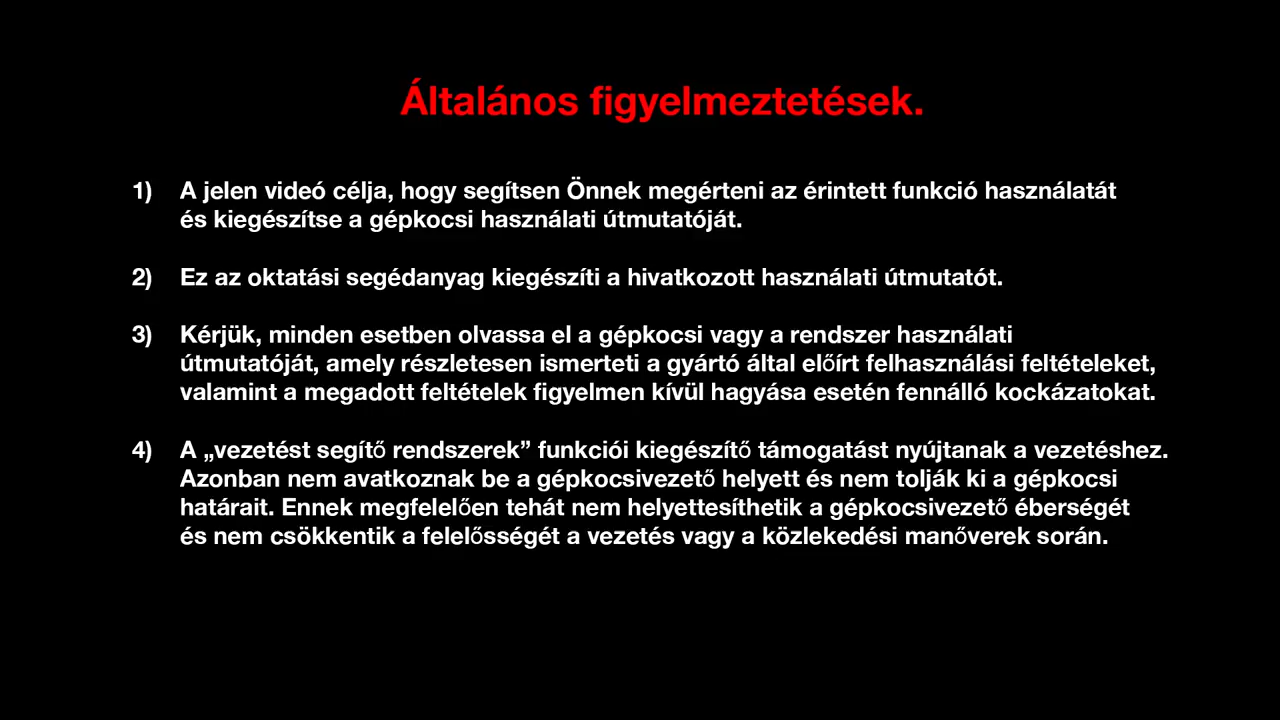 Általános figyelmeztetések.
1) A jelen videó célja, hogy segítsen Önnek megérteni az érintett funkció használatát
és kiegészítse a gépkocsi használati útmutatóját.
2) Ez az oktatási segédanyag kiegészíti a hivatkozott használati útmutatót.
3) Kérjük, minden esetben olvassa el a gépkocsi vagy a rendszer használati
útmutatóját, amely részletesen ismerteti a gyártó által előírt felhasználási feltételeket,
valamint a megadott feltételek figyelmen kívül hagyása esetén fennálló kockázatokat.
4) A „vezetést segítő rendszerek” funkciói kiegészítő támogatást nyújtanak a vezetéshez.
Azonban nem avatkoznak be a gépkocsivezető helyett és nem tolják ki a gépkocsi
határait. Ennek megfelelően tehát nem helyettesíthetik a gépkocsivezető éberségét
és nem csökkentik a felelősségét a vezetés vagy a közlekedési manőverek során.